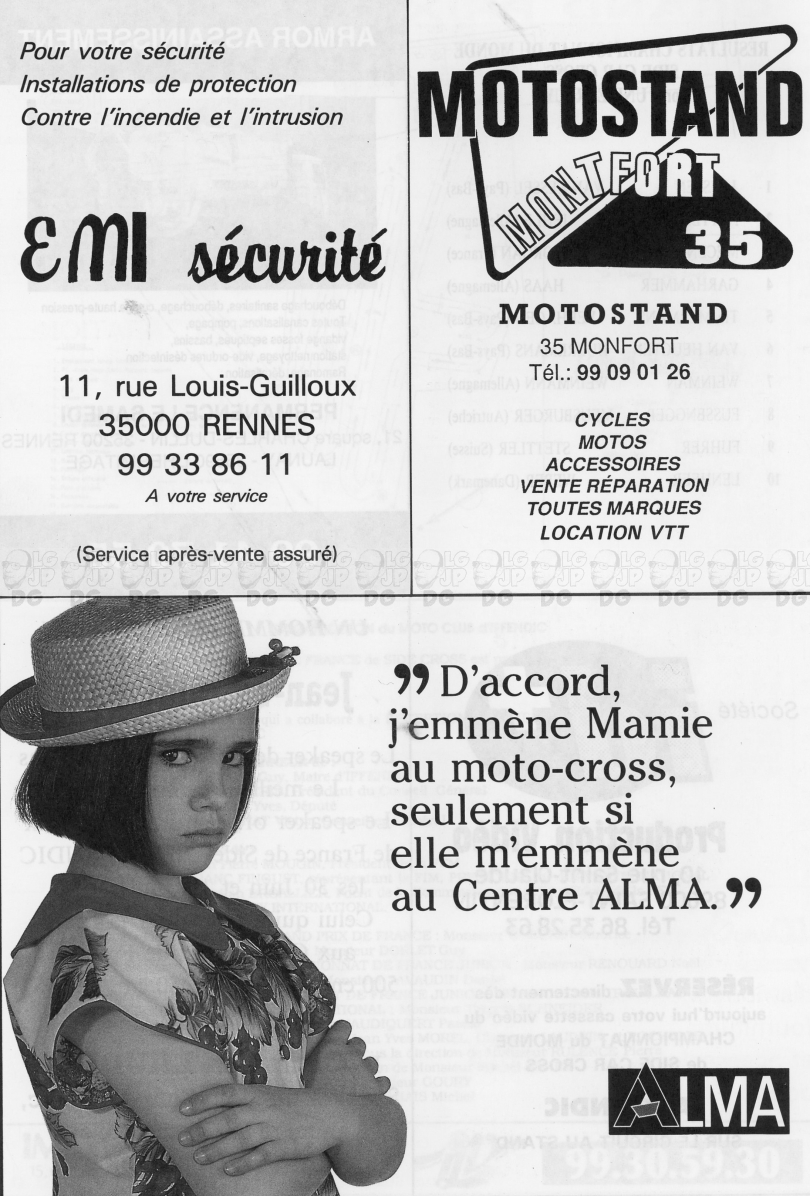 Pour votre sécurité
Installations de protection
Contre l'incendie et l'intrusion
EMI sécurité
11, rue Louis-Guilloux
35000 RENNES
99 33 86 11
A votre service
(Service après-vente assuré)
MOTOSTAND
MONTFORT
35
MOTOSTAND
35 MONFORT
Tél.: 99 09 01 26
CYCLES
MOTOS
ACCESSOIRES
VENTE RÉPARATION
TOUTES MARQUES
LOCATION VTT
❞ D'accord,
j'emmène Mamie
au moto-cross,
seulement si
elle m'emmène
au Centre ALMA.❞
ALMA